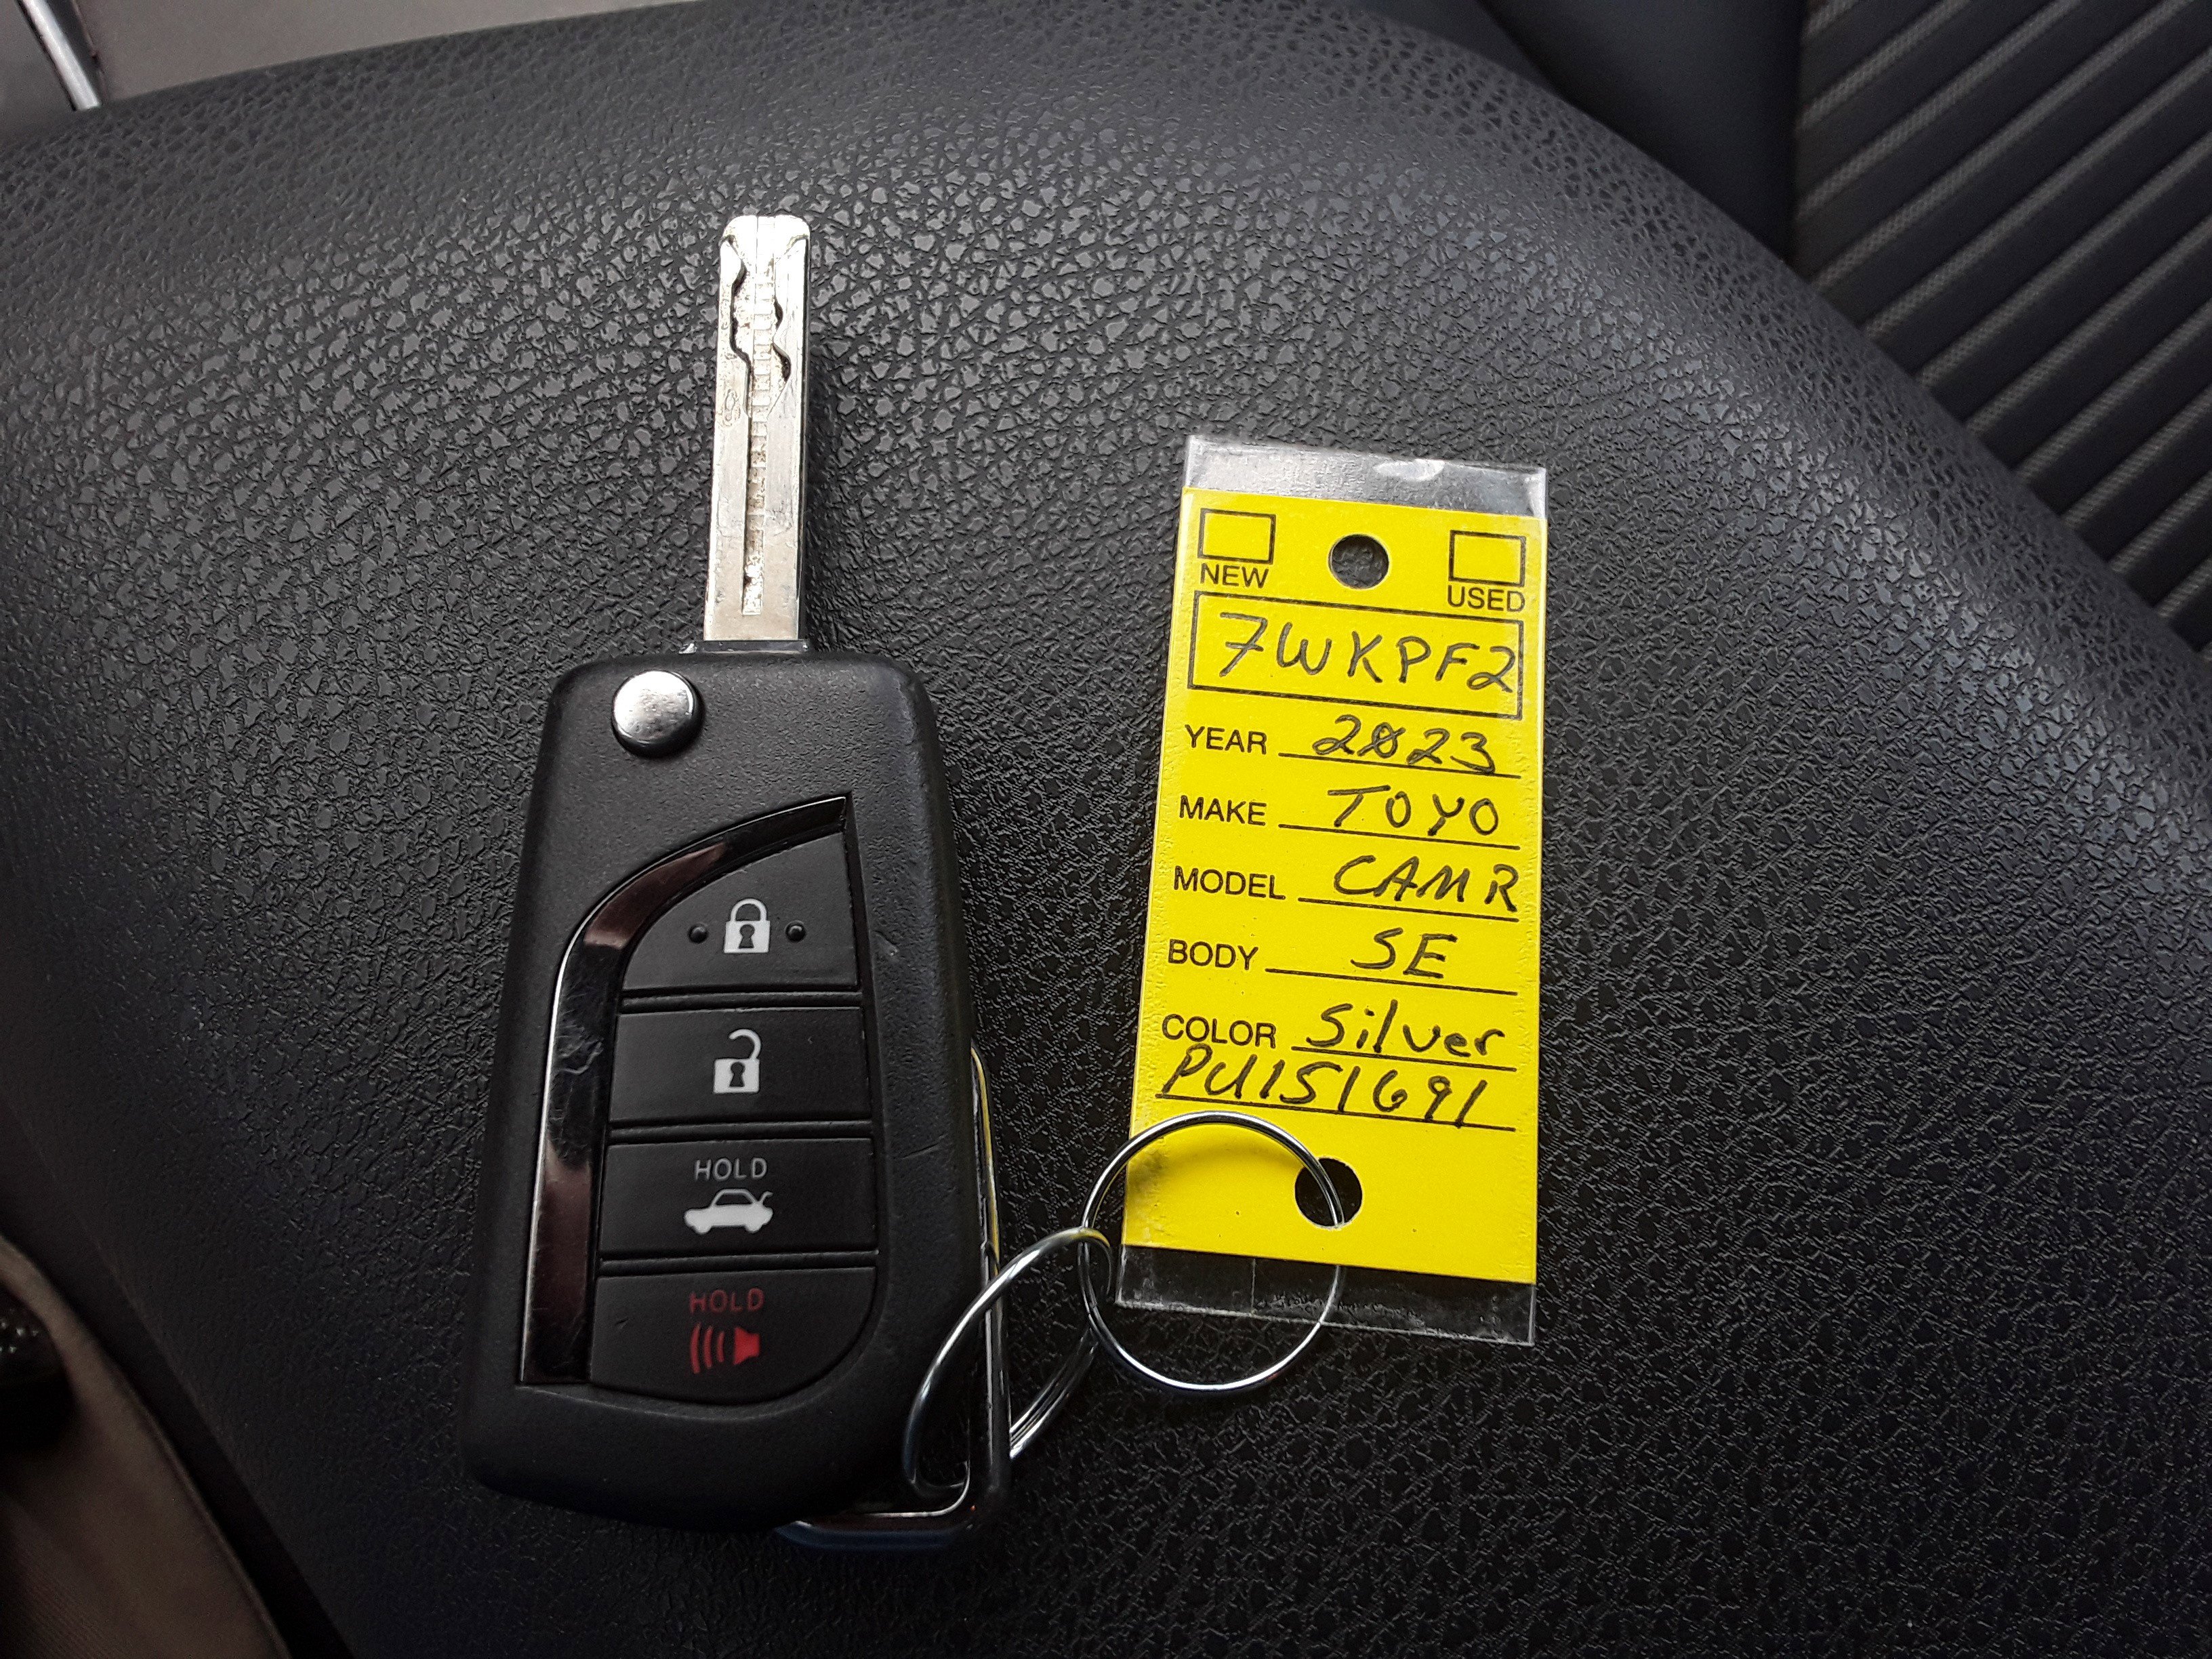 HOLD
HOLD
NEW USED
7WKPF2
YEAR 2023
MAKE TOYO
MODEL CAMR
BODY SE
COLOR Silver
PU151691